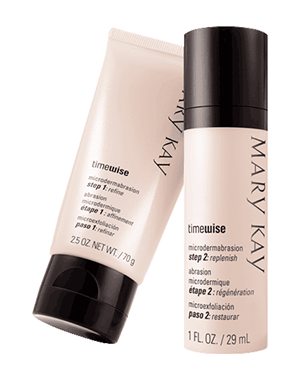 MARY KAY
timewise
microdermabrasion
step 1: refine
abrasion
microdermique
étape 1: affinement
microexfoliación
paso 1: refinar
2.5 OZ. NET WT. / 70 g
MARY KAY
timewise
microdermabrasion
step 2: replenish
abrasion
microdermique
étape 2: régénération
microexfoliación
paso 2: restaurar
1 FL. OZ. / 29 mL